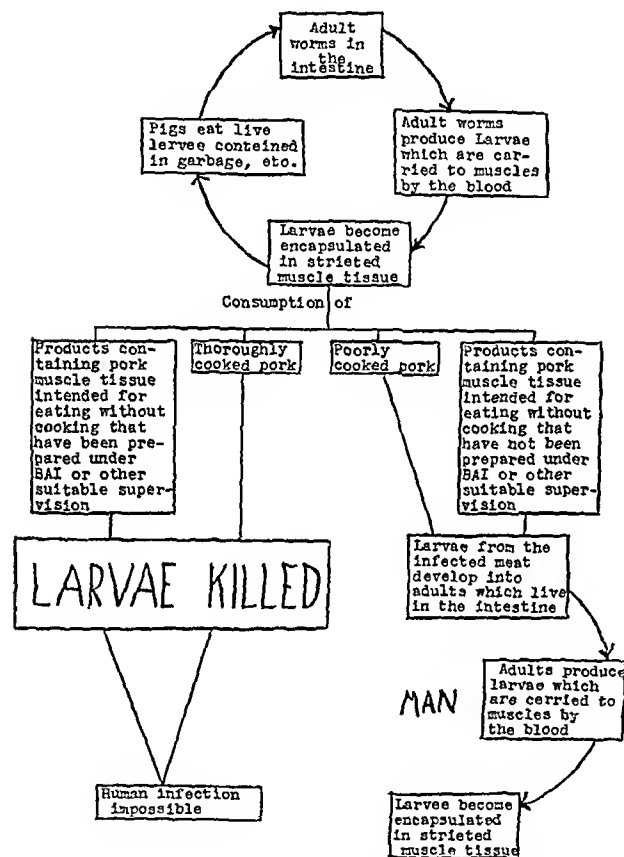 Adult
worms in
the
intestine
Pigs eat live
lervee conteined
in garbage, etc.
Adult worms
produce Larvae
which are car-
ried to muscles
by the blood
Larvae become
encapsulated
in strieted
muscle tissue
Consumption of
Products con-
taining pork
muscle tissue
intended for
eating without
cooking that
have been pre-
pared under
BAI or other
suitable super-
vision
Thoroughly
cooked pork
Poorly
cooked pork
Products con-
taining pork
muscle tissue
intended for
eating without
cooking that
have not been
prepared under
BAI or other
suitable super-
vision
LARVAE KILLED
Larvae from the
infected meat
develop into
adults which live
in the intestine
MAN
Adults produce
larvae which
are cerried to
muscles by
the blood
Human infection
impossible
Larvee become
encapsulated
in strieted
muscle tissue